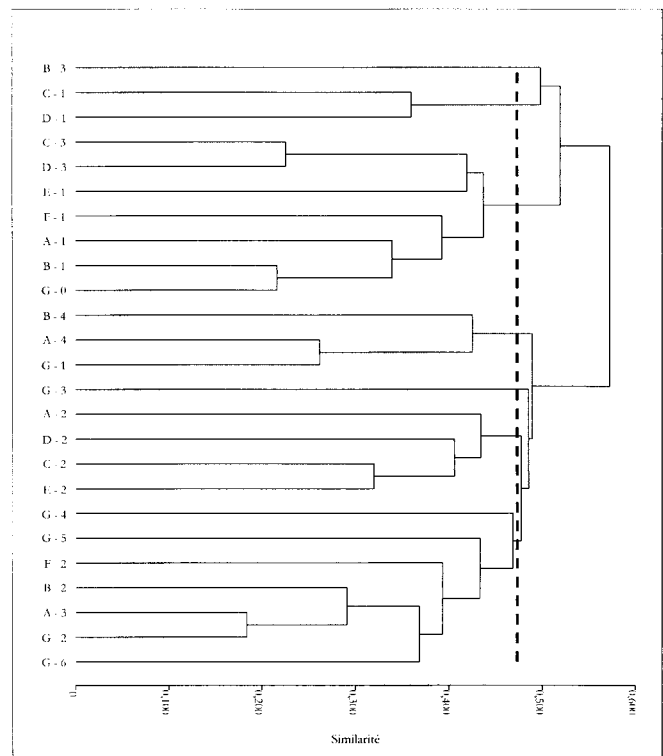 B - 3
C - 1
D - 1
C - 3
D - 3
E - 1
F - 1
A - 1
B - 1
G - 0
B - 4
A - 4
G - 1
G - 3
A - 2
D - 2
C - 2
E - 2
G - 4
G - 5
F - 2
B - 2
A - 3
G - 2
G - 6
0 0,100 0,200 0,300 0,400 0,500 0,600
Similarité